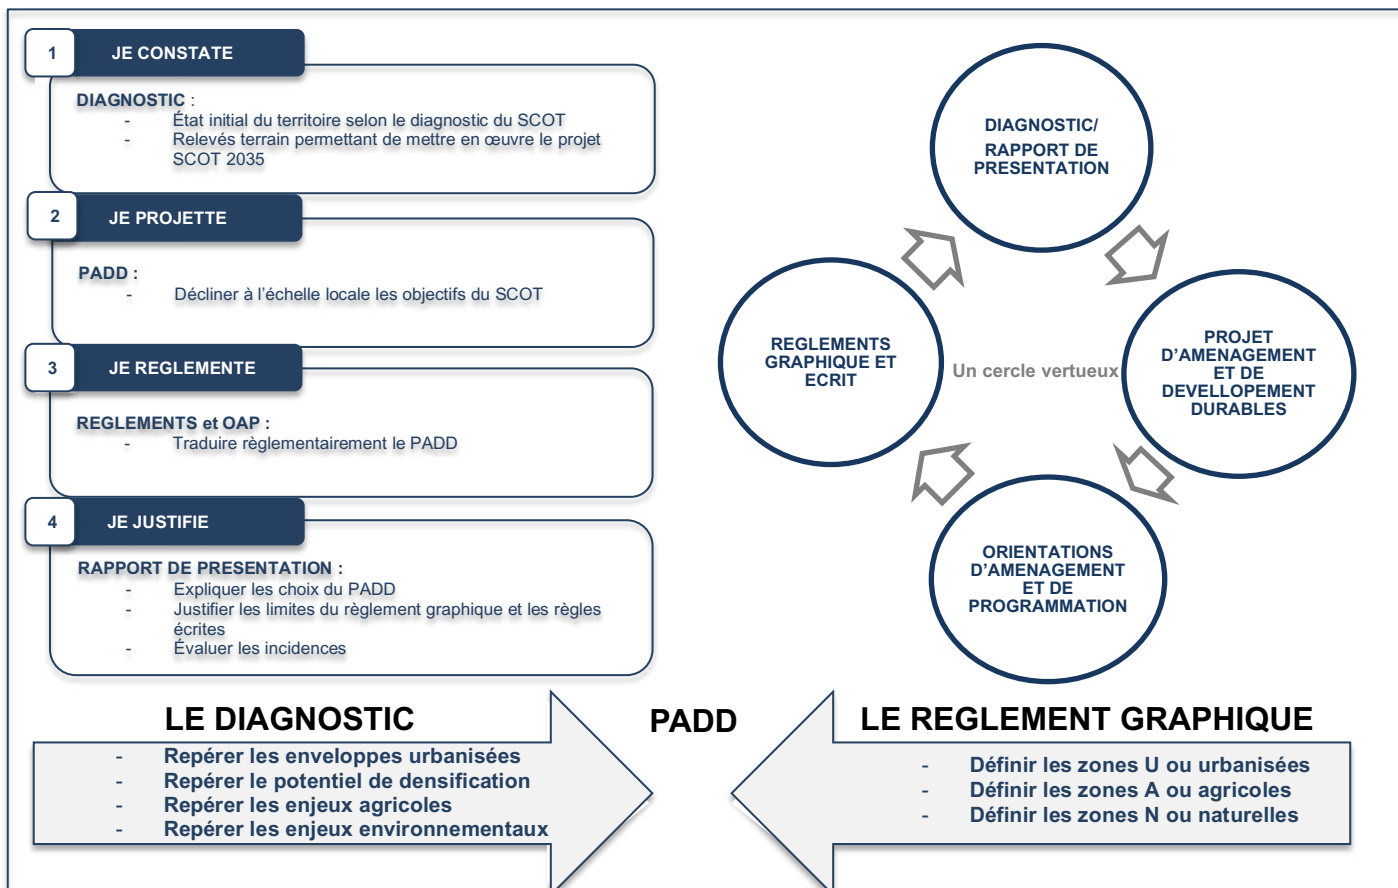 1
JE CONSTATE
DIAGNOSTIC :
- État initial du territoire selon le diagnostic du SCOT
- Relevés terrain permettant de mettre en œuvre le projet
SCOT 2035
2
JE PROJETTE
PADD :
- Décliner à l'échelle locale les objectifs du SCOT
3
JE REGLEMENTE
REGLEMENTS et OAP :
- Traduire règlementairement le PADD
4
JE JUSTIFIE
RAPPORT DE PRESENTATION :
- Expliquer les choix du PADD
- Justifier les limites du règlement graphique et les règles
écrites
- Évaluer les incidences
DIAGNOSTIC/
RAPPORT DE
PRESENTATION
PROJET
D'AMENAGEMENT
ET DE
DEVELLOPEMENT
DURABLES
ORIENTATIONS
D'AMENAGEMENT
ET DE
PROGRAMMATION
REGLEMENTS
GRAPHIQUE ET
ECRIT
Un cercle vertueux
LE DIAGNOSTIC
- Repérer les enveloppes urbanisées
- Repérer le potentiel de densification
- Repérer les enjeux agricoles
- Repérer les enjeux environnementaux
PADD
LE REGLEMENT GRAPHIQUE
- Définir les zones U ou urbanisées
- Définir les zones A ou agricoles
- Définir les zones N ou naturelles